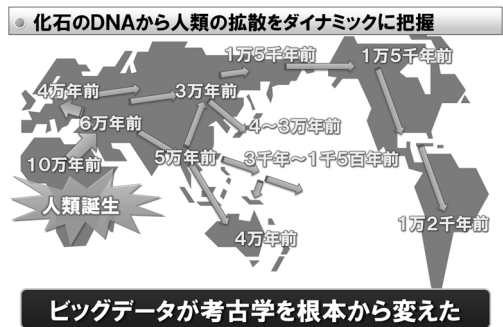 化石のDNAから人類の拡散をダイナミックに把握
1万5千年前
1万5千年前
4万年前
3万年前
6万年前
4〜3万年前
10万年前
5万年前
3千年〜1千5百年前
人類誕生
4万年前
1万2千年前
ビッグデータが考古学を根本から変えた